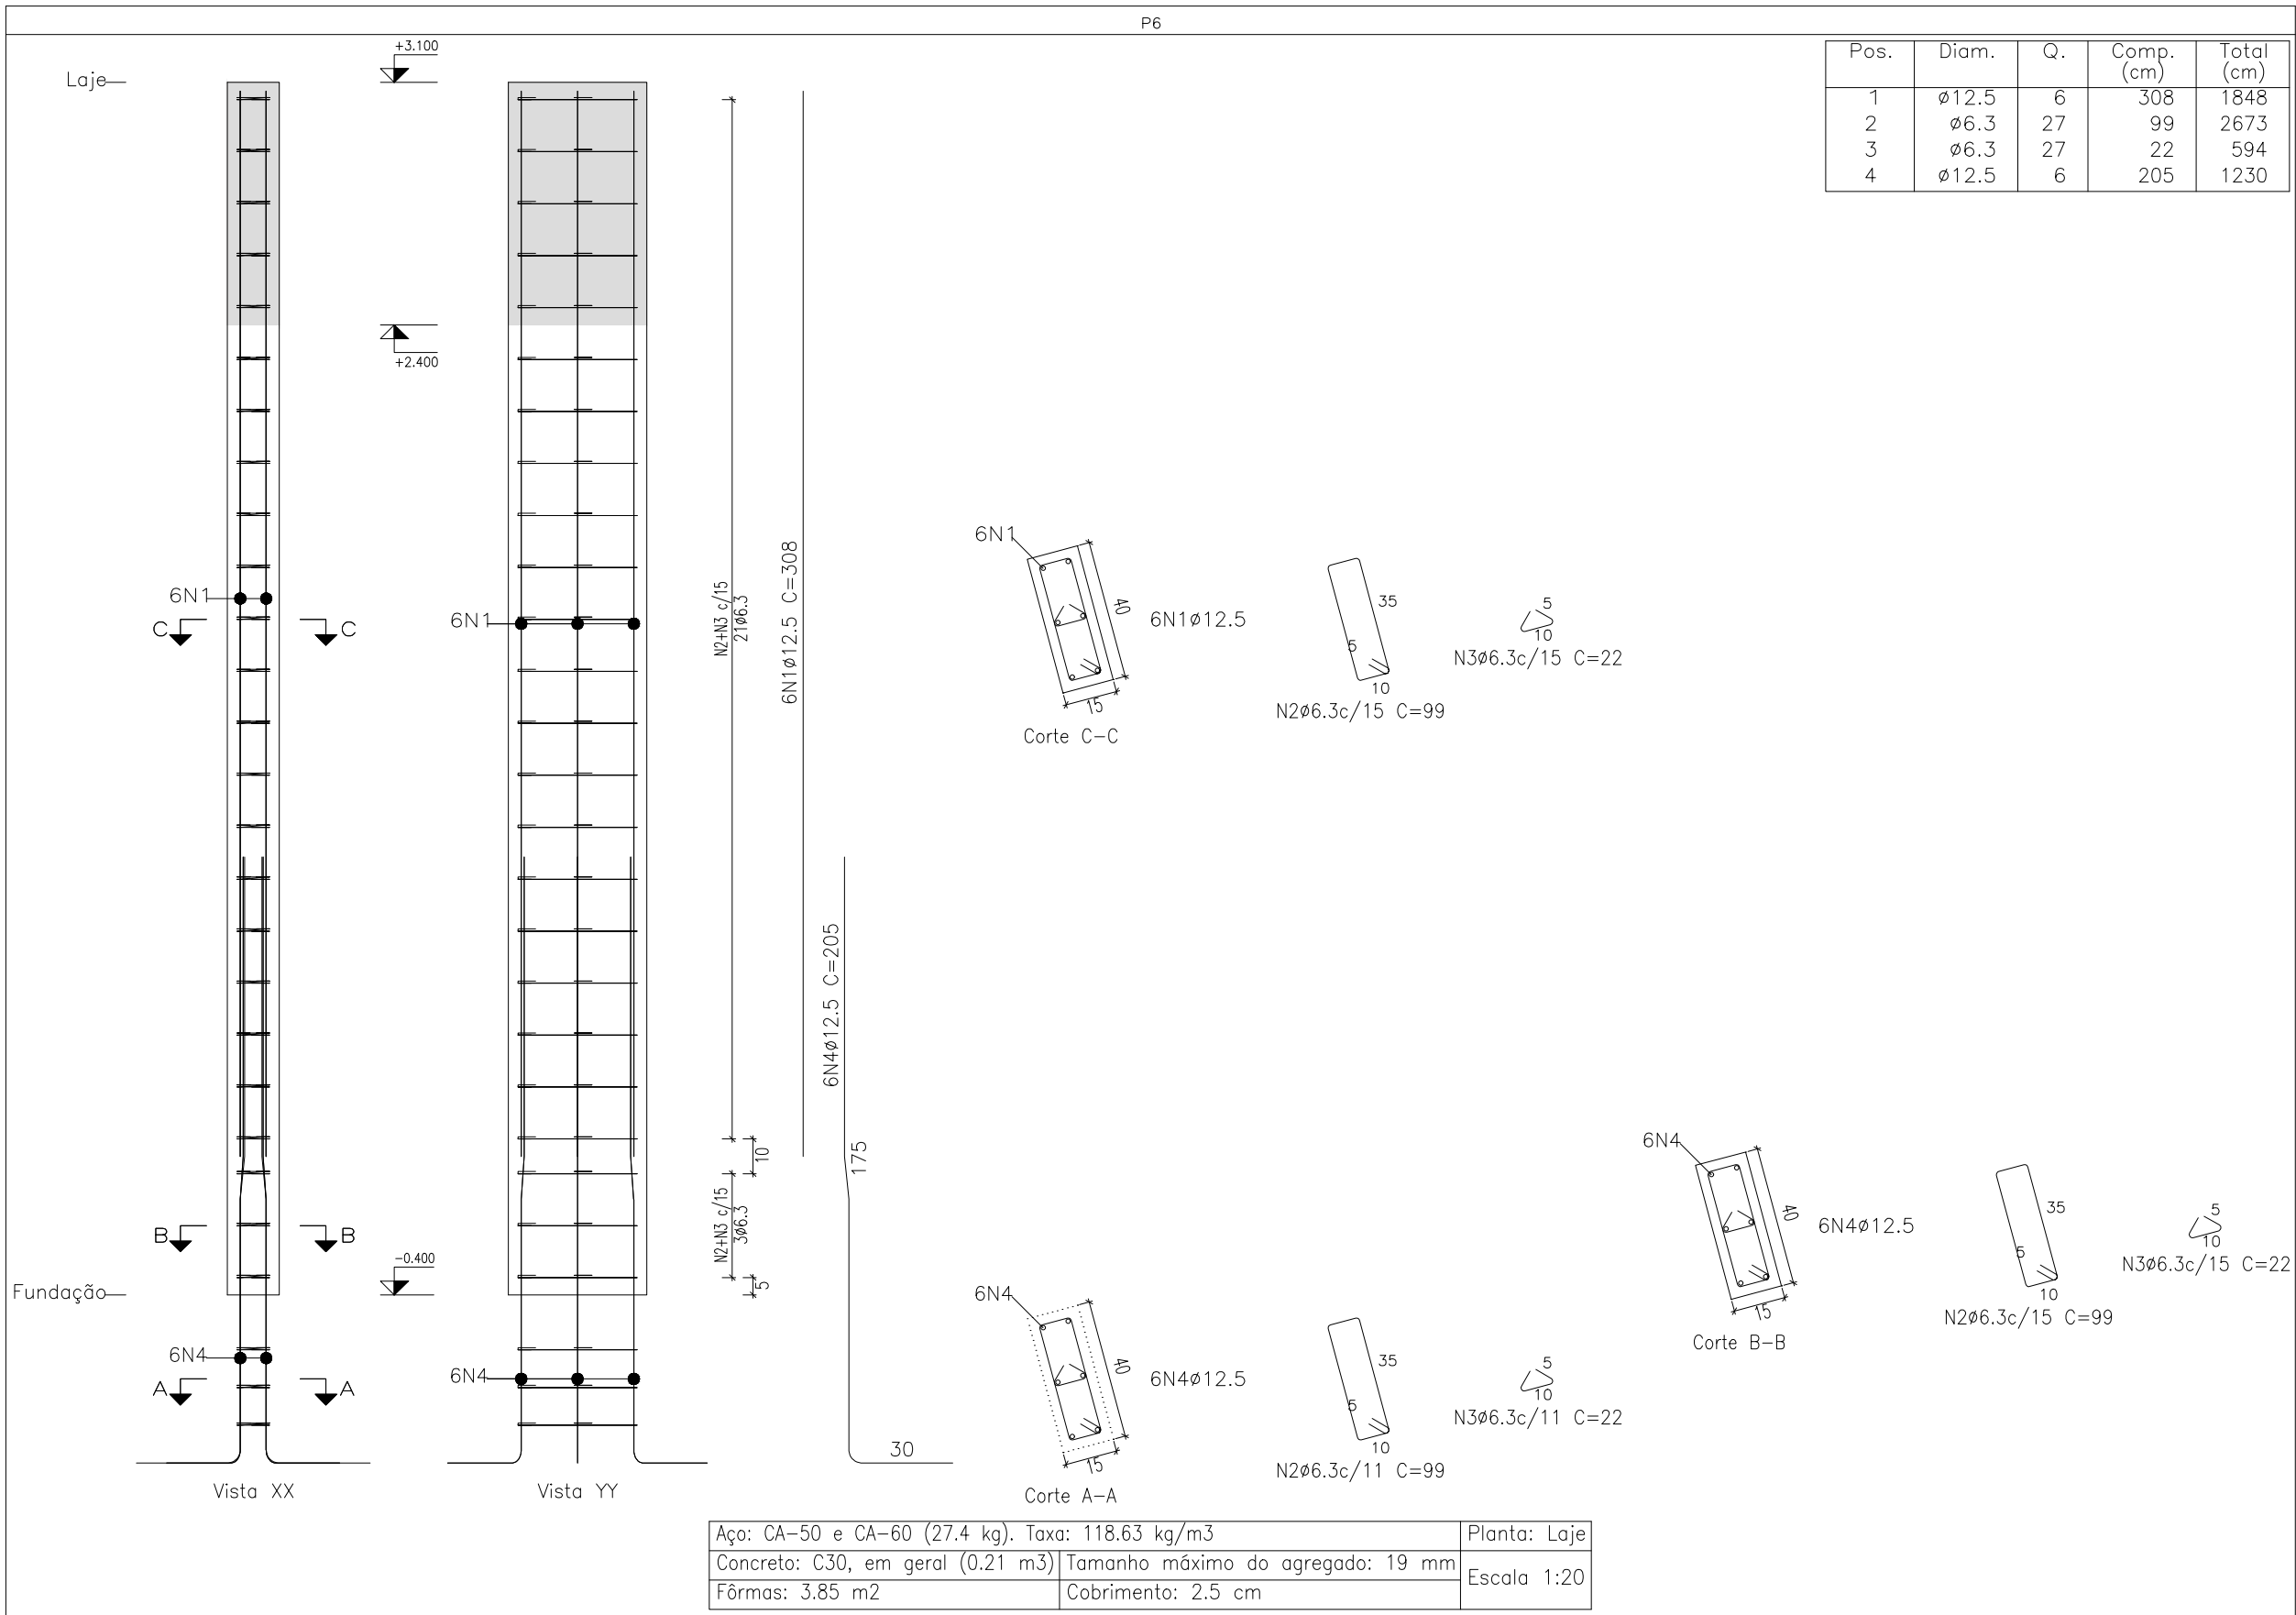 P6
Pos. Diam. Q. Comp. (cm) Total (cm)
1 ø12.5 6 308 1848
2 ø6.3 27 99 2673
3 ø6.3 27 22 594
4 ø12.5 6 205 1230
Laje
+3.100
+2.400
6N1
C C
6N1
N2+N3 c/15
21ø6.3
6N1ø12.5 C=308
6N1
40
15
6N1ø12.5
Corte C-C
35
5
10
N2ø6.3c/15 C=99
5
10
N3ø6.3c/15 C=22
6N4ø12.5 C=205
175
30
10
N2+N3 c/15
3ø6.3
5
B B
-0.400
Fundação
6N4
A A
6N4
Vista XX
Vista YY
6N4
40
15
6N4ø12.5
Corte A-A
35
5
10
N2ø6.3c/11 C=99
5
10
N3ø6.3c/11 C=22
6N4
40
15
6N4ø12.5
Corte B-B
35
5
10
N2ø6.3c/15 C=99
5
10
N3ø6.3c/15 C=22
Aço: CA-50 e CA-60 (27.4 kg). Taxa: 118.63 kg/m3
Planta: Laje
Concreto: C30, em geral (0.21 m3)
Tamanho máximo do agregado: 19 mm
Escala 1:20
Fôrmas: 3.85 m2
Cobrimento: 2.5 cm